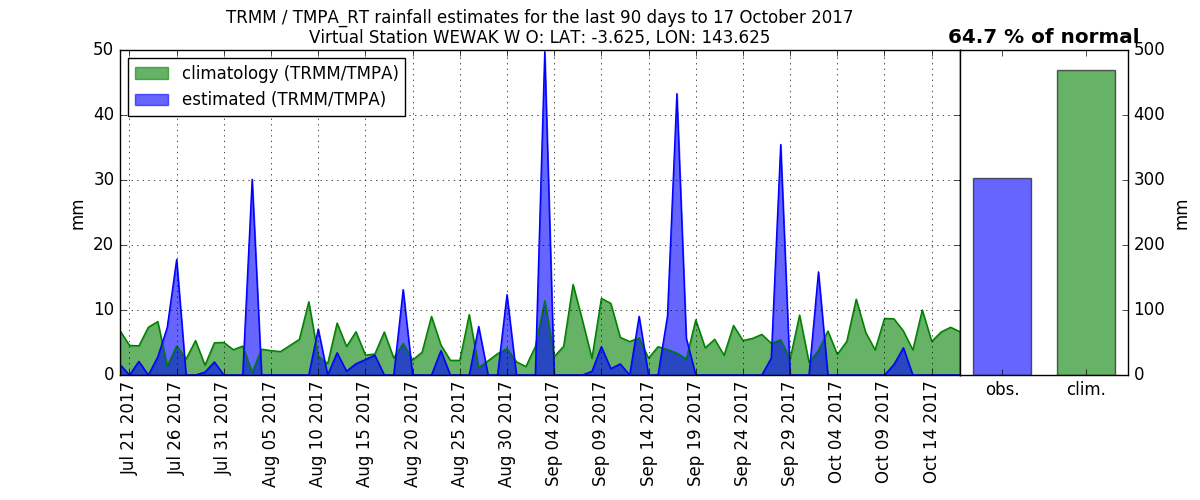 TRMM / TMPA_RT rainfall estimates for the last 90 days to 17 October 2017
Virtual Station WEWAK W O: LAT: -3.625, LON: 143.625
64.7 % of normal
climatology (TRMM/TMPA)
estimated (TRMM/TMPA)
50
40
30
20
10
0
mm
500
400
300
200
100
0
mm
Jul 21 2017
Jul 26 2017
Jul 31 2017
Aug 05 2017
Aug 10 2017
Aug 15 2017
Aug 20 2017
Aug 25 2017
Aug 30 2017
Sep 04 2017
Sep 09 2017
Sep 14 2017
Sep 19 2017
Sep 24 2017
Sep 29 2017
Oct 04 2017
Oct 09 2017
Oct 14 2017
obs.
clim.